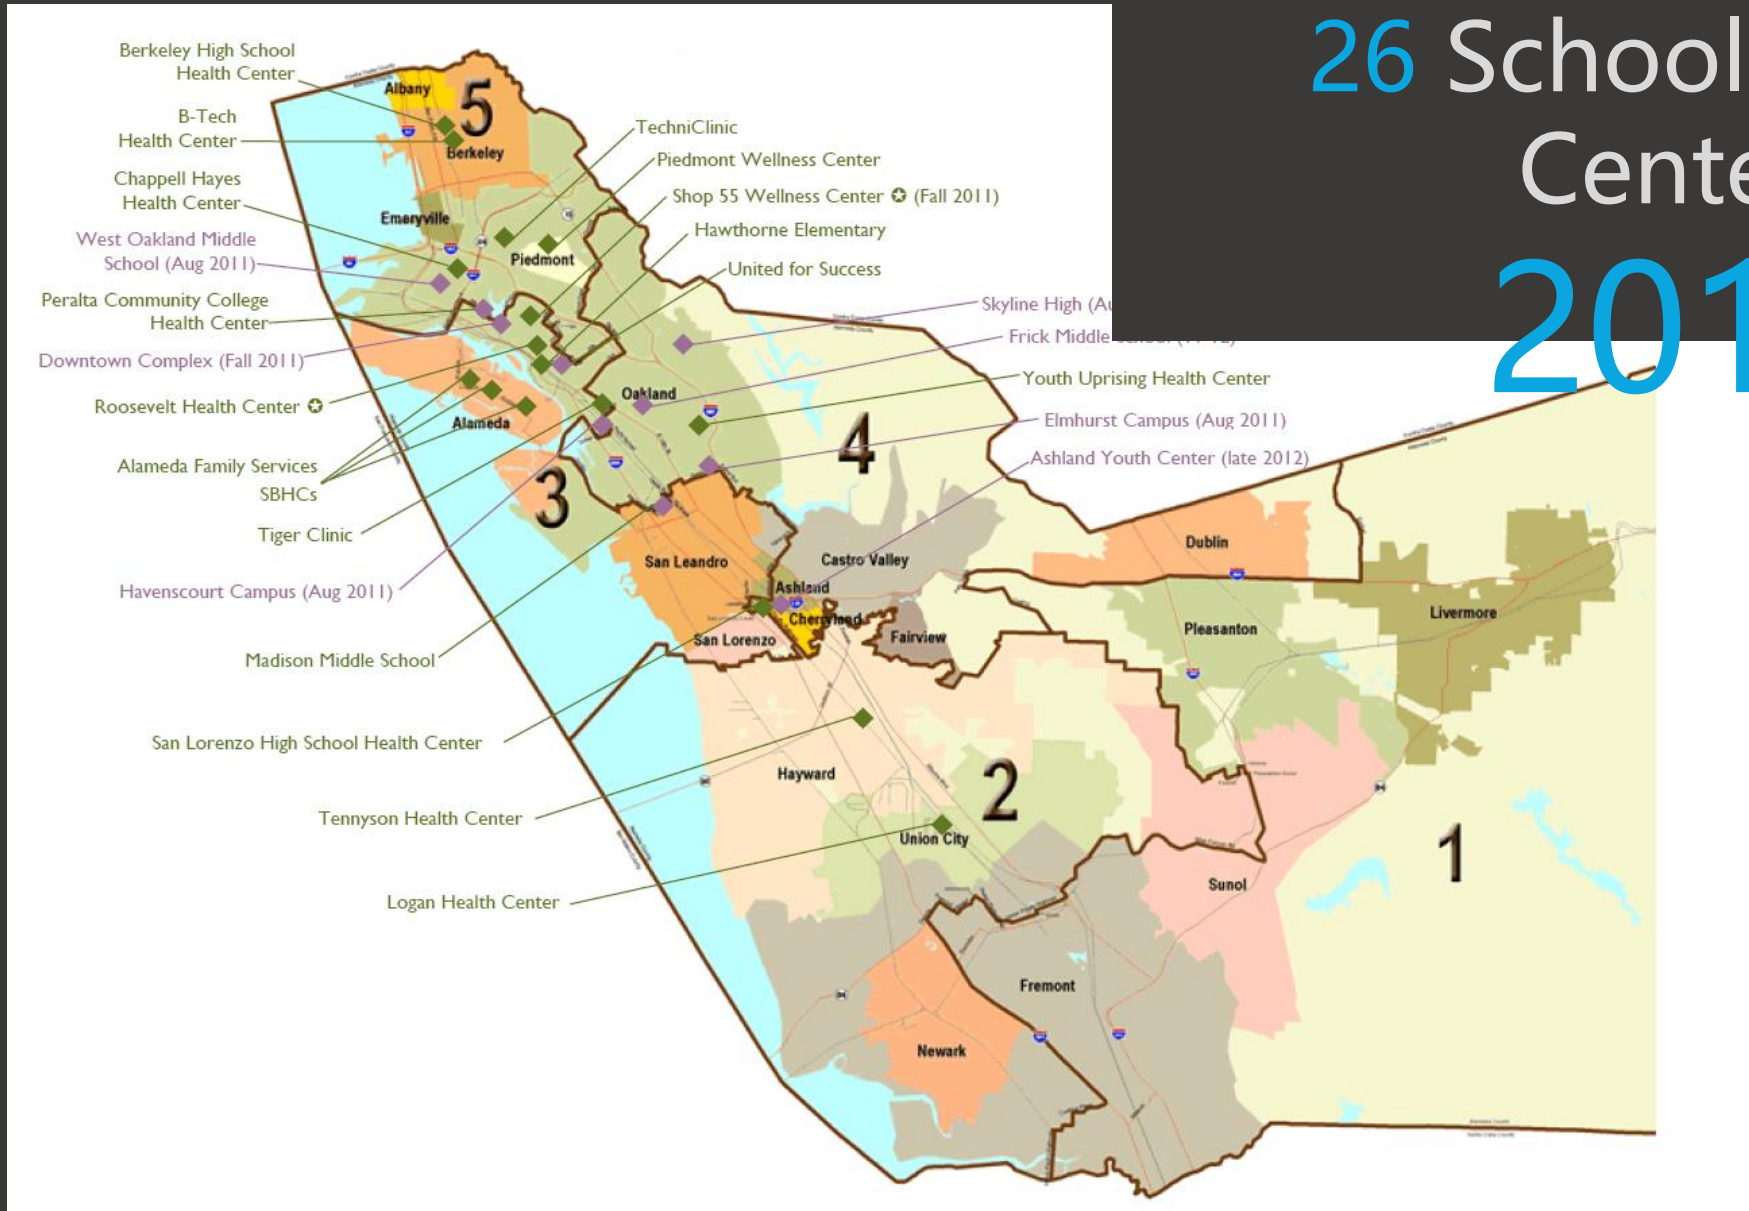 26 School
Cente
201
Berkeley High School
Health Center
B-Tech
Health Center
Chappell Hayes
Health Center
West Oakland Middle
School (Aug 2011)
Peralta Community College
Health Center
Downtown Complex (Fall 2011)
Roosevelt Health Center
Alameda Family Services
SBHCs
Tiger Clinic
Havenscourt Campus (Aug 2011)
Madison Middle School
San Lorenzo High School Health Center
Tennyson Health Center
Logan Health Center
TechniClinic
Piedmont Wellness Center
Shop 55 Wellness Center (Fall 2011)
Hawthorne Elementary
United for Success
Skyline High (Au
Frick Middle
Youth Uprising Health Center
Elmhurst Campus (Aug 2011)
Ashland Youth Center (late 2012)
Albany
5
Berkeley
Emeryville
Piedmont
Oakland
Alameda
4
3
San Leandro
Castro Valley
Ashland
Cherryland
San Lorenzo
Fairview
Dublin
Livermore
Pleasanton
Hayward
2
Union City
1
Sunol
Fremont
Newark